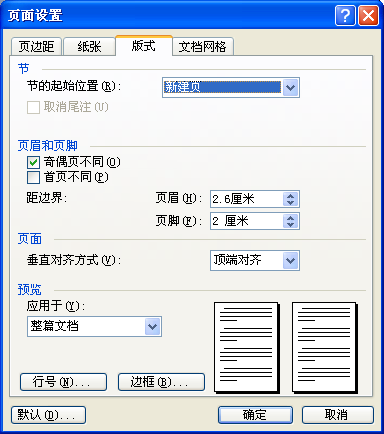 页面设置
页边距 纸张 版式 文档网格
节
节的起始位置(R): 新建页
取消尾注(U)
页眉和页脚
奇偶页不同(O)
首页不同(P)
距边界: 页眉(H): 2.6厘米
页脚(F): 2 厘米
页面
垂直对齐方式(V): 顶端对齐
预览
应用于(Y):
整篇文档
行号(N)... 边框(B)...
默认(D)... 确定 取消